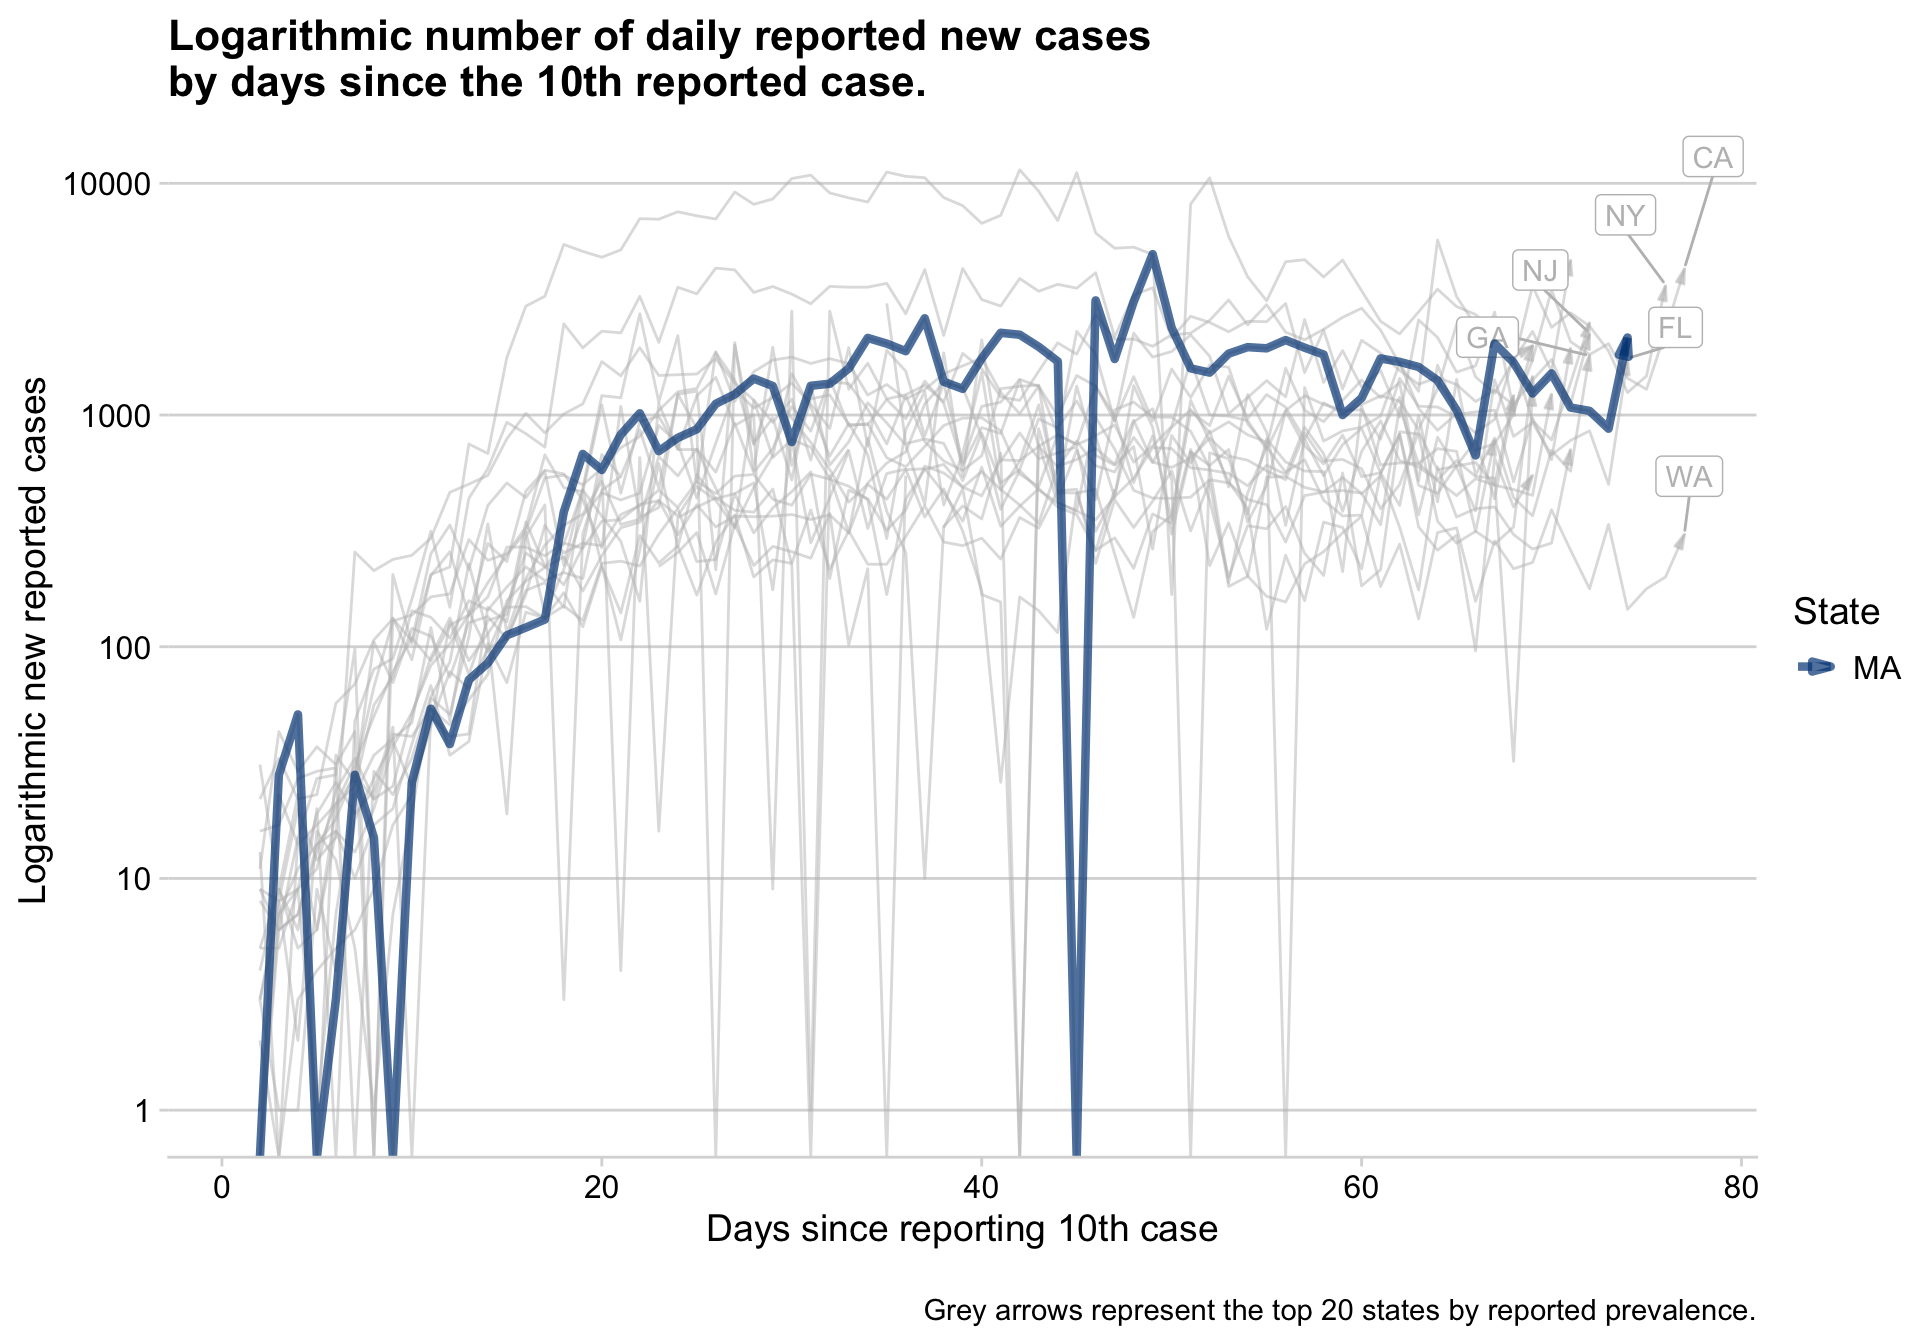 Logarithmic number of daily reported new cases
by days since the 10th reported case.
Logarithmic new reported cases
10000
1000
100
10
1
CA
NY
NJ
GA
FL
WA
State
MA
0
20
40
60
80
Days since reporting 10th case
Grey arrows represent the top 20 states by reported prevalence.